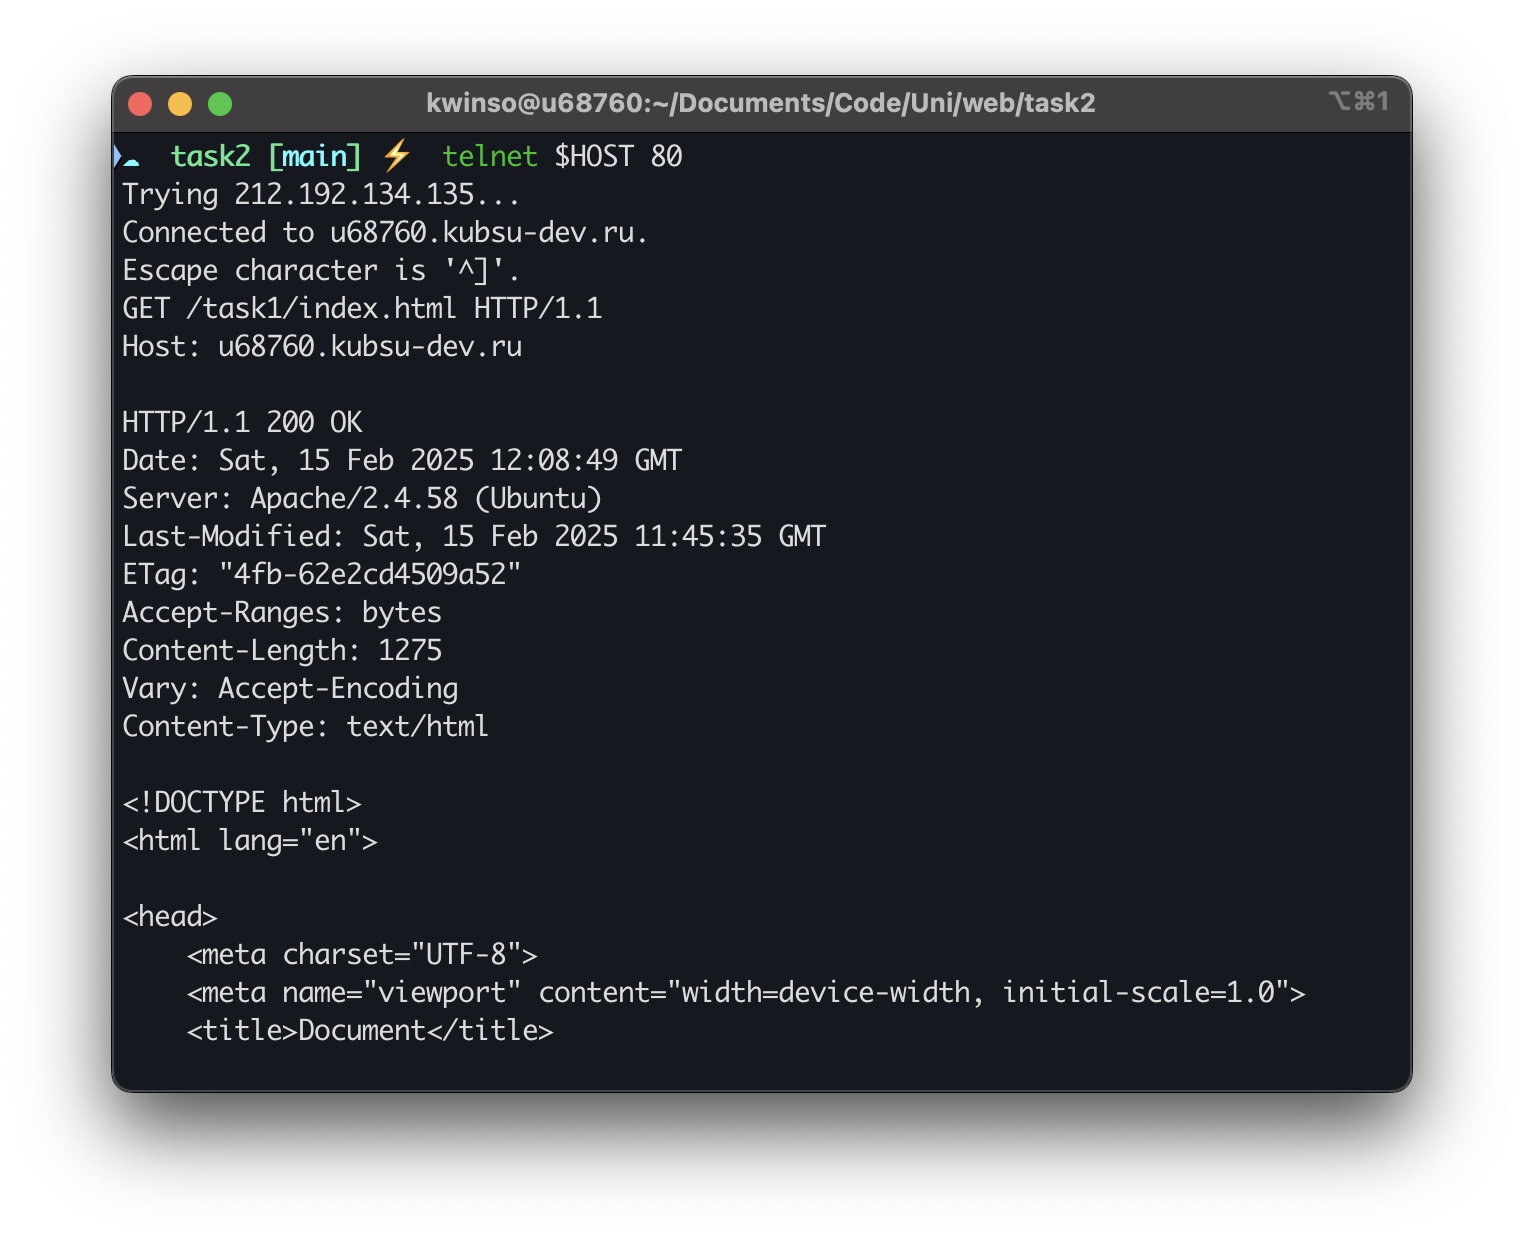 kwinso@u68760:~/Documents/Code/Uni/web/task2 ⌥⌘1
task2 [main] ⚡ telnet $HOST 80
Trying 212.192.134.135...
Connected to u68760.kubsu-dev.ru.
Escape character is '^]'.
GET /task1/index.html HTTP/1.1
Host: u68760.kubsu-dev.ru
HTTP/1.1 200 OK
Date: Sat, 15 Feb 2025 12:08:49 GMT
Server: Apache/2.4.58 (Ubuntu)
Last-Modified: Sat, 15 Feb 2025 11:45:35 GMT
ETag: "4fb-62e2cd4509a52"
Accept-Ranges: bytes
Content-Length: 1275
Vary: Accept-Encoding
Content-Type: text/html
<!DOCTYPE html>
<html lang="en">
<head>
    <meta charset="UTF-8">
    <meta name="viewport" content="width=device-width, initial-scale=1.0">
    <title>Document</title>